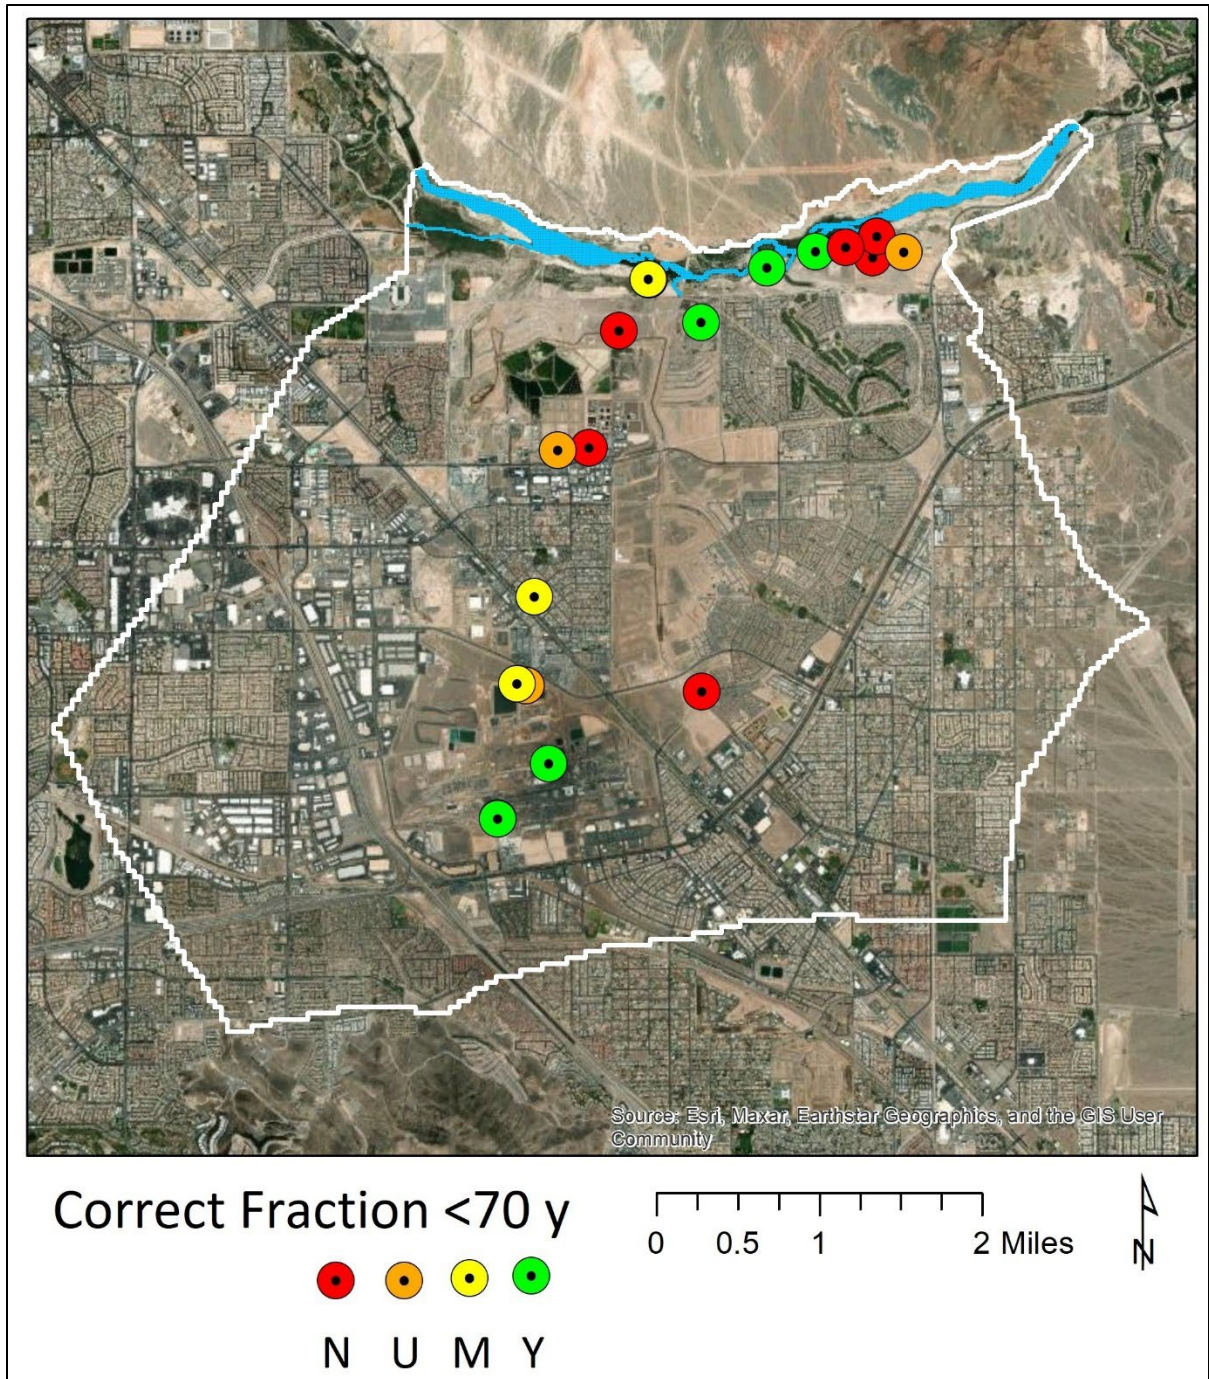 Source: Esri, Maxar, Earthstar Geographics, and the GIS User
Community
Correct Fraction <70 y
0 0.5 1 2 Miles
N
N U M Y